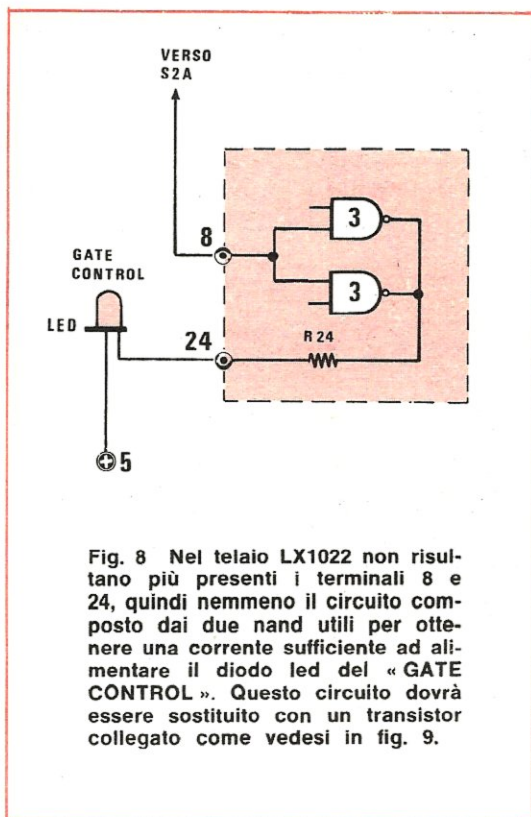 VERSO
S2A
8
3
GATE
CONTROL
3
LED
24
R 24
5
Fig. 8 Nel telaio LX1022 non risul-
tano più presenti i terminali 8 e
24, quindi nemmeno il circuito com-
posto dai due nand utili per otte-
nere una corrente sufficiente ad ali-
mentare il diodo led del « GATE
CONTROL ». Questo circuito dovrà
essere sostituito con un transistor
collegato come vedesi in fig. 9.